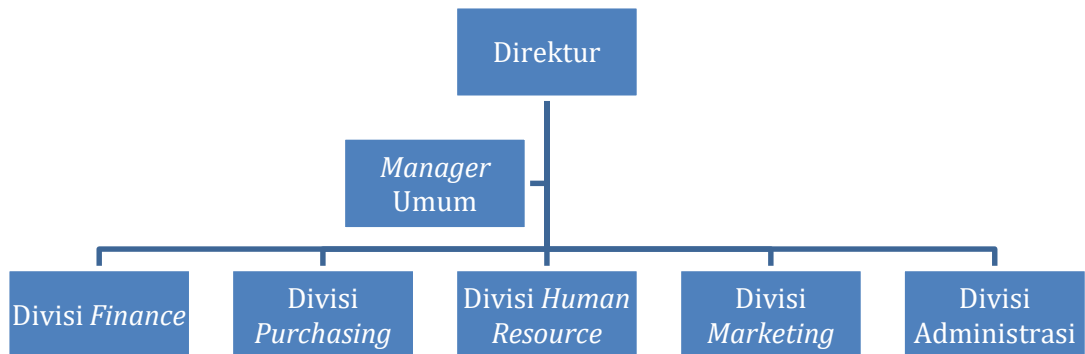 Direktur
Manager
Umum
Divisi Finance
Divisi
Purchasing
Divisi Human
Resource
Divisi
Marketing
Divisi
Administrasi